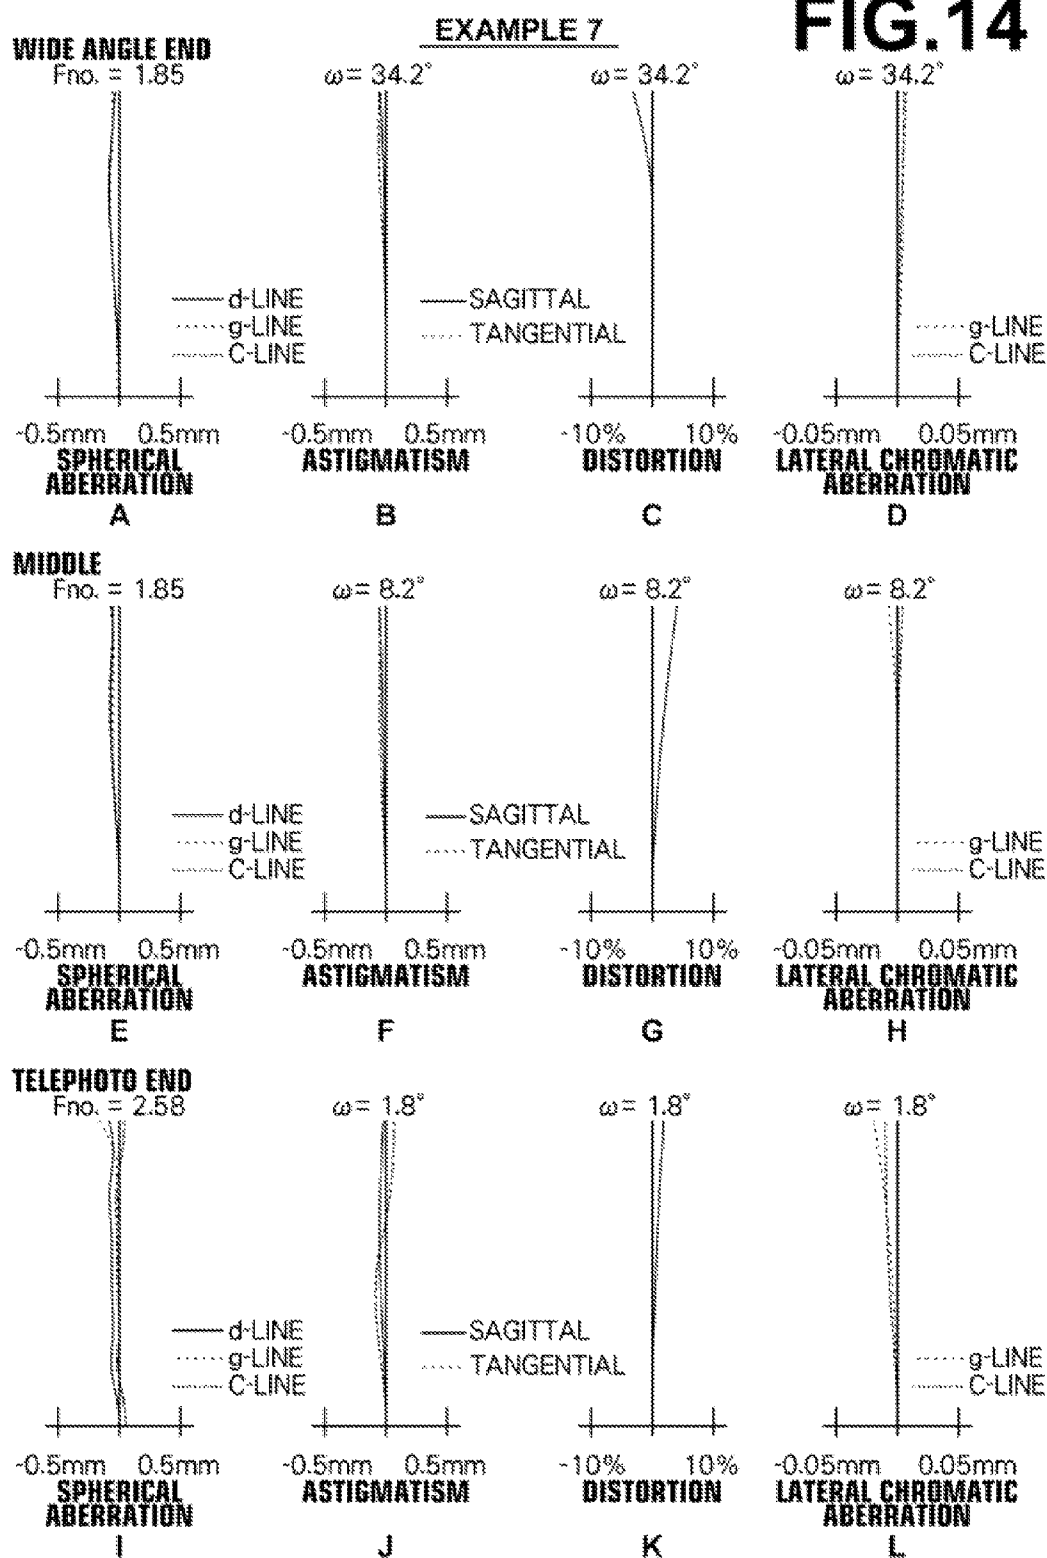 EXAMPLE 7
FIG.14
WIDE ANGLE END
Fno. = 1.85
ω= 34.2°
ω= 34.2°
ω= 34.2°
d-LINE
g-LINE
C-LINE
SAGITTAL
TANGENTIAL
g-LINE
C-LINE
-0.5mm 0.5mm
-0.5mm 0.5mm
-10% 10%
-0.05mm 0.05mm
SPHERICAL
ABERRATION
ASTIGMATISM
DISTORTION
LATERAL CHROMATIC
ABERRATION
A
B
C
D
MIDDLE
Fno. = 1.85
ω= 8.2°
ω= 8.2°
ω= 8.2°
d-LINE
g-LINE
C-LINE
SAGITTAL
TANGENTIAL
g-LINE
C-LINE
-0.5mm 0.5mm
-0.5mm 0.5mm
-10% 10%
-0.05mm 0.05mm
SPHERICAL
ABERRATION
ASTIGMATISM
DISTORTION
LATERAL CHROMATIC
ABERRATION
E
F
G
H
TELEPHOTO END
Fno. = 2.58
ω= 1.8°
ω= 1.8°
ω= 1.8°
d-LINE
g-LINE
C-LINE
SAGITTAL
TANGENTIAL
g-LINE
C-LINE
-0.5mm 0.5mm
-0.5mm 0.5mm
-10% 10%
-0.05mm 0.05mm
SPHERICAL
ABERRATION
ASTIGMATISM
DISTORTION
LATERAL CHROMATIC
ABERRATION
I
J
K
L